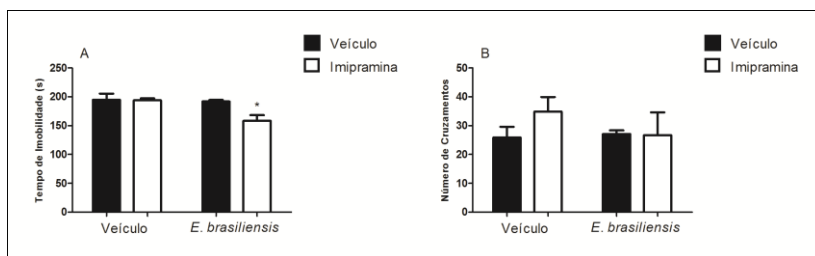 A
Veículo
Imipramina
Tempo de Imobilidade (s)
250
200
150
100
50
0
*
Veículo
E. brasiliensis
B
Veículo
Imipramina
Número de Cruzamentos
50
40
30
20
10
0
Veículo
E. brasiliensis